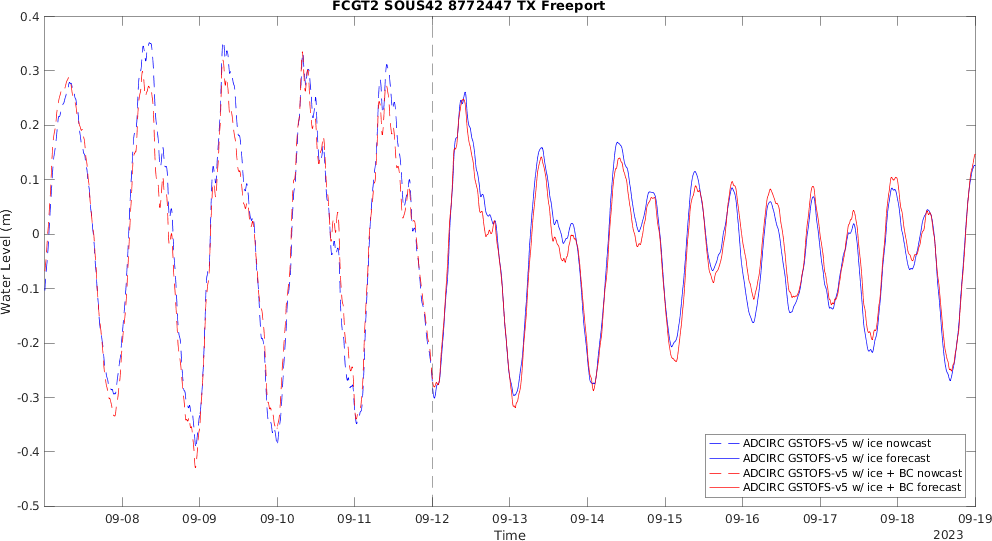 FCGT2 SOUS42 8772447 TX Freeport
0.4
0.3
0.2
0.1
0
-0.1
-0.2
-0.3
-0.4
-0.5
Water Level (m)
ADCIRC GSTOFS-v5 w/ ice nowcast
ADCIRC GSTOFS-v5 w/ ice forecast
ADCIRC GSTOFS-v5 w/ ice + BC nowcast
ADCIRC GSTOFS-v5 w/ ice + BC forecast
09-08 09-09 09-10 09-11 09-12 09-13 09-14 09-15 09-16 09-17 09-18 09-19
Time
2023